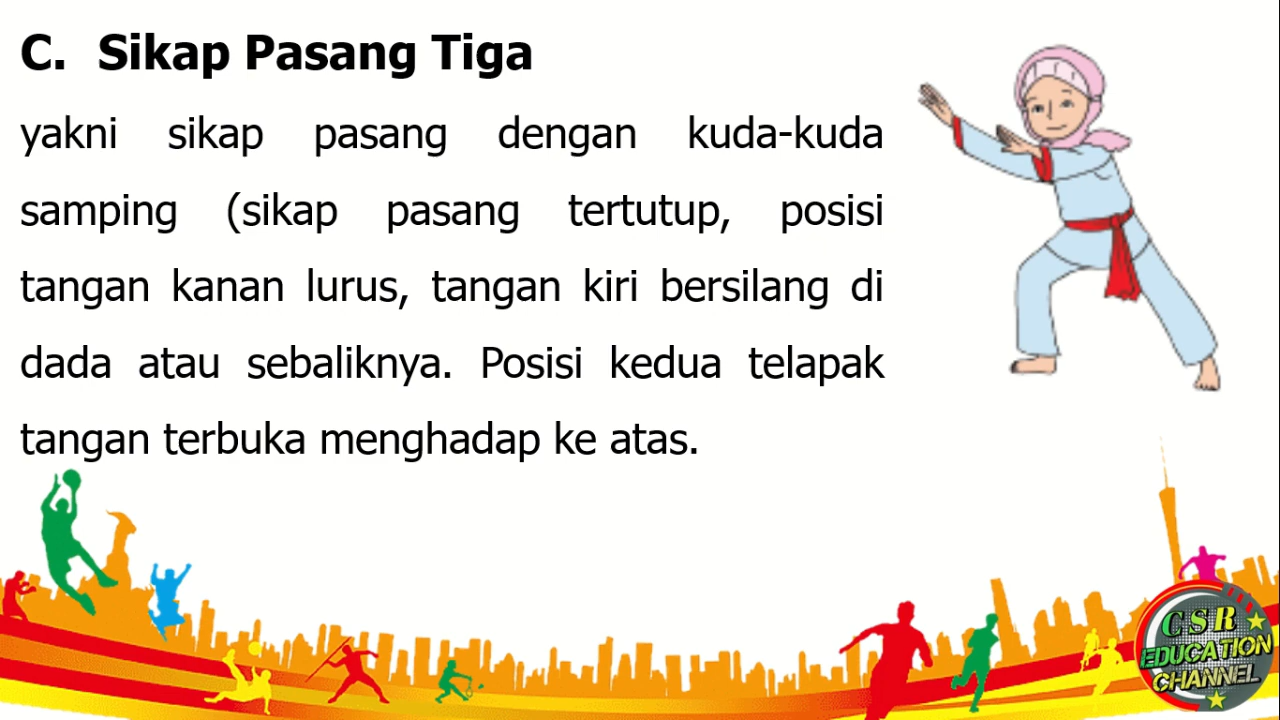 C. Sikap Pasang Tiga
yakni sikap pasang dengan kuda-kuda
samping (sikap pasang tertutup, posisi
tangan kanan lurus, tangan kiri bersilang di
dada atau sebaliknya. Posisi kedua telapak
tangan terbuka menghadap ke atas.
CSR
EDUCATION
CHANNEL